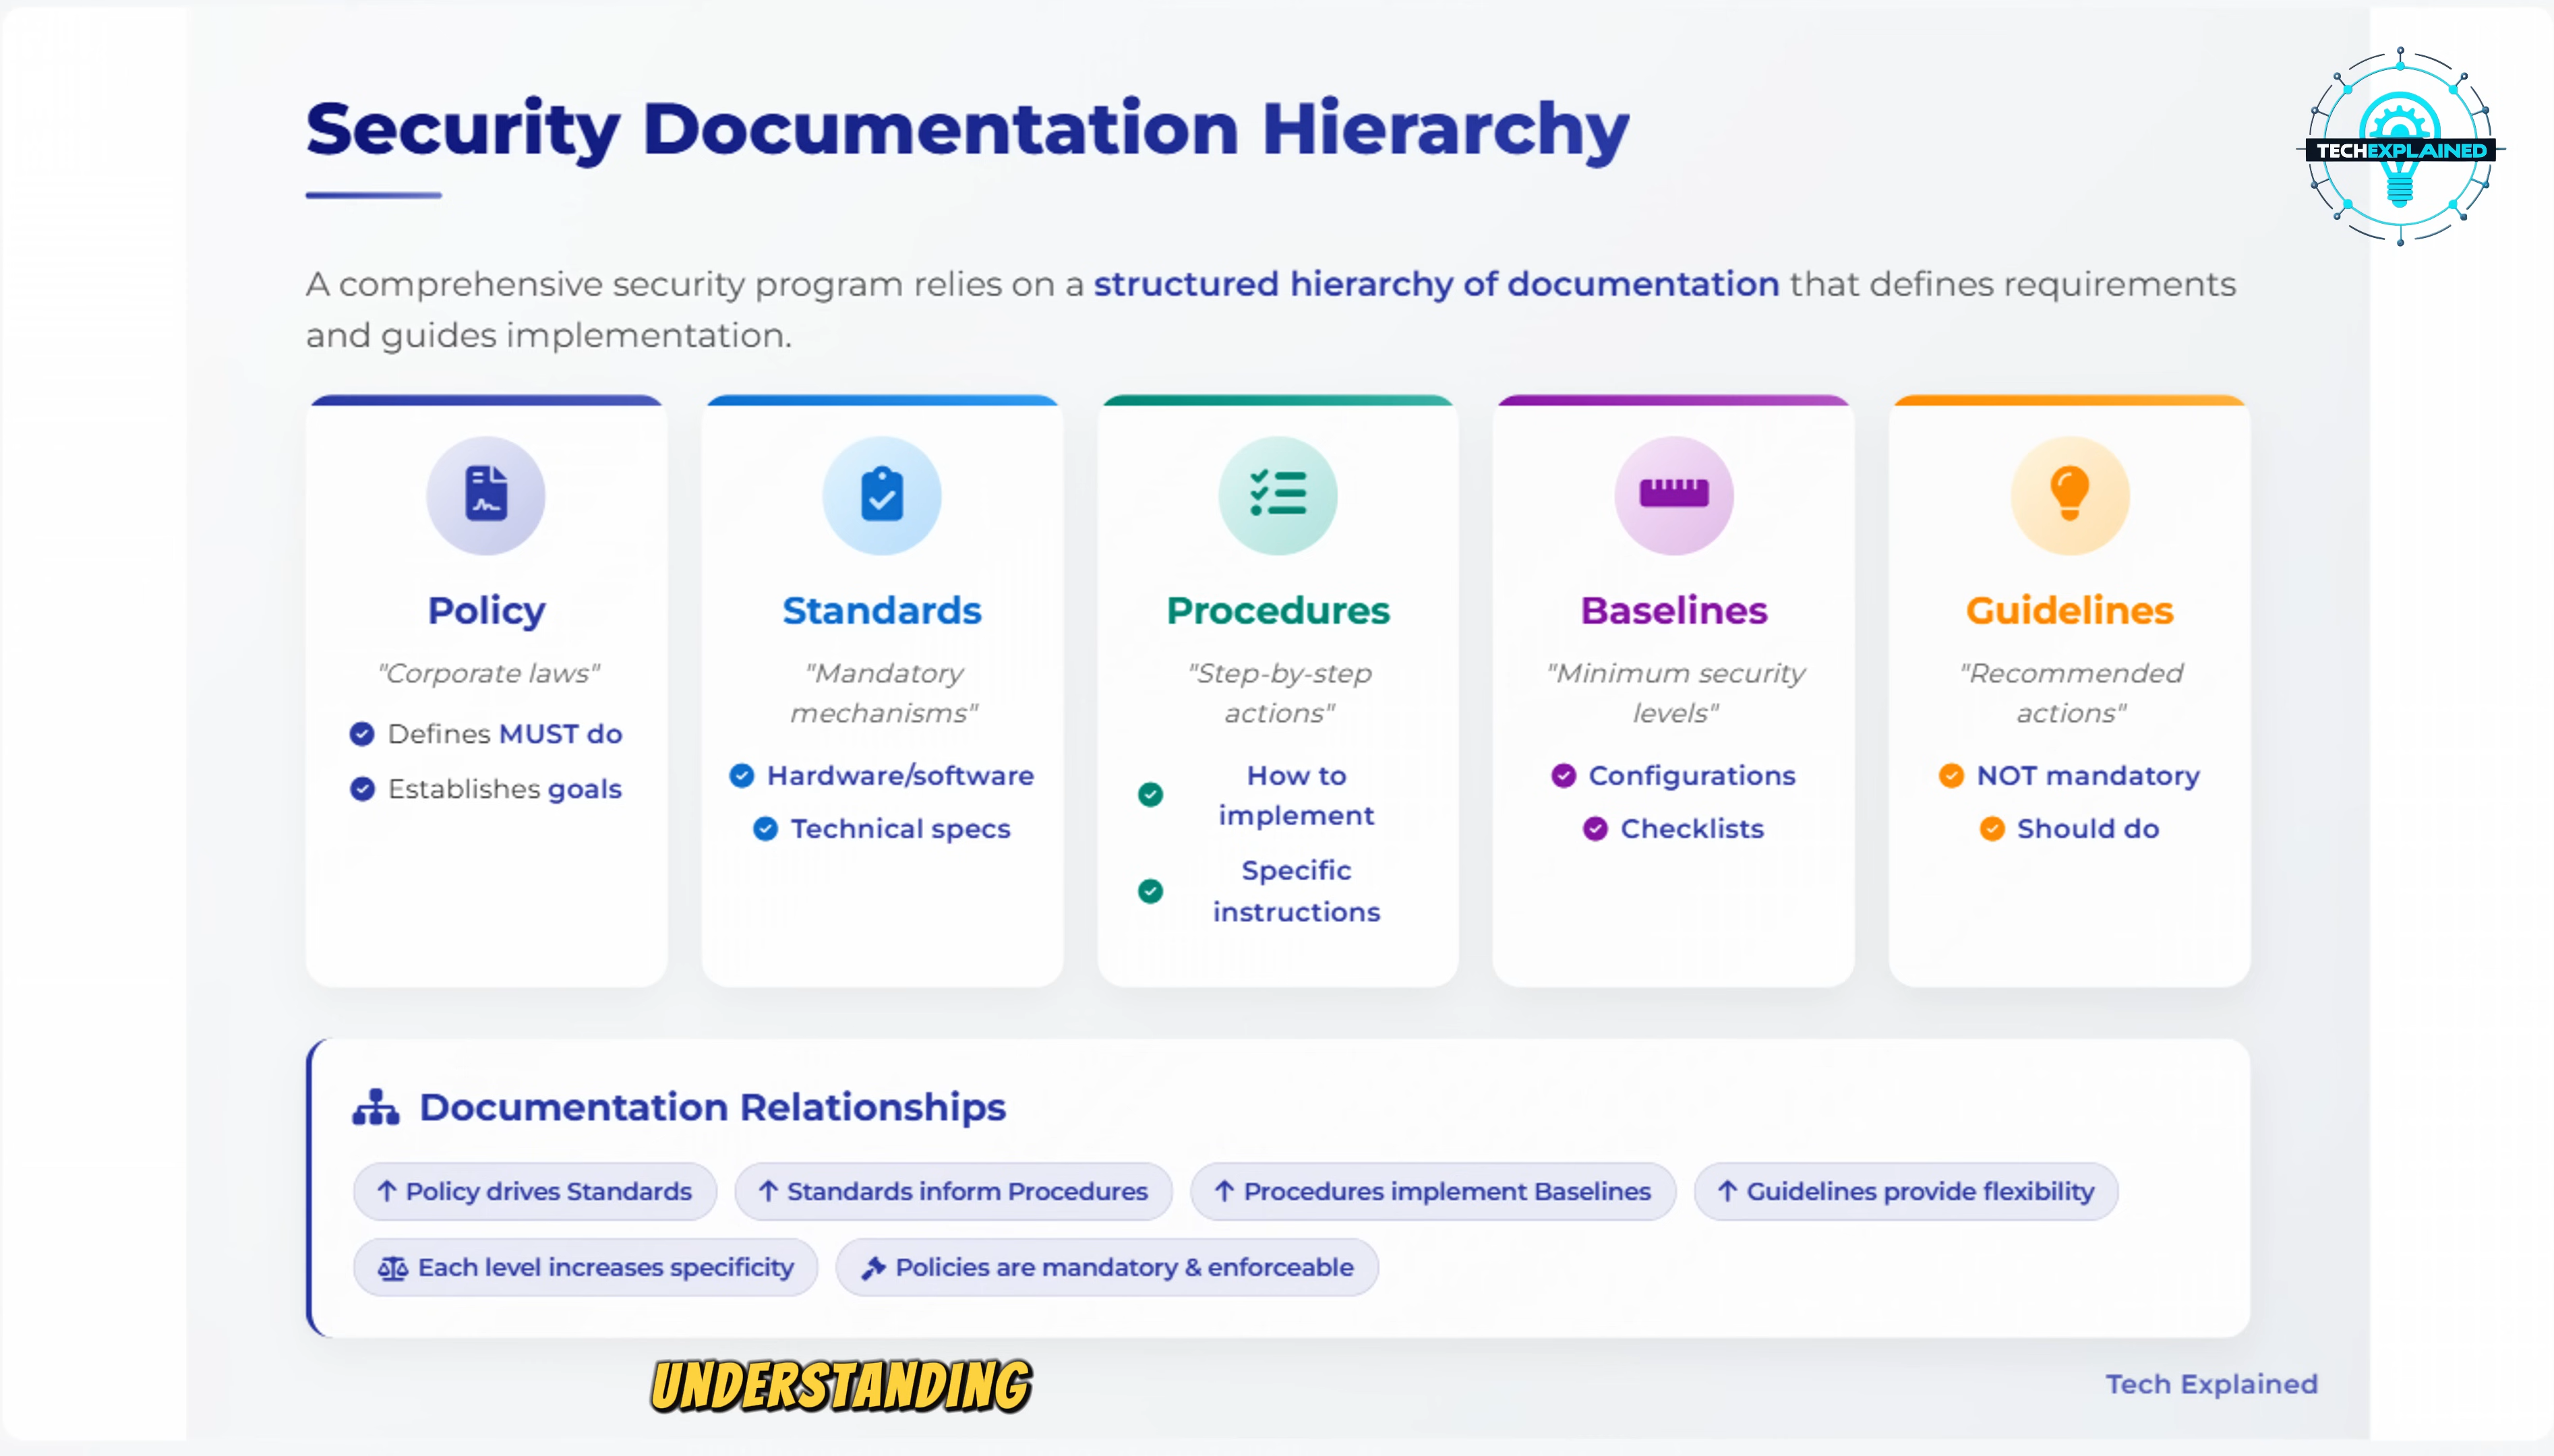 Security Documentation Hierarchy
TECHEXPLAINED
A comprehensive security program relies on a structured hierarchy of documentation that defines requirements
and guides implementation.
Policy
"Corporate laws"
Defines MUST do
Establishes goals
Standards
"Mandatory
mechanisms"
Hardware/software
Technical specs
Procedures
"Step-by-step
actions"
How to
implement
Specific
instructions
Baselines
"Minimum security
levels"
Configurations
Checklists
Guidelines
"Recommended
actions"
NOT mandatory
Should do
Documentation Relationships
↑ Policy drives Standards
↑ Standards inform Procedures
↑ Procedures implement Baselines
↑ Guidelines provide flexibility
Each level increases specificity
Policies are mandatory & enforceable
UNDERSTANDING
Tech Explained